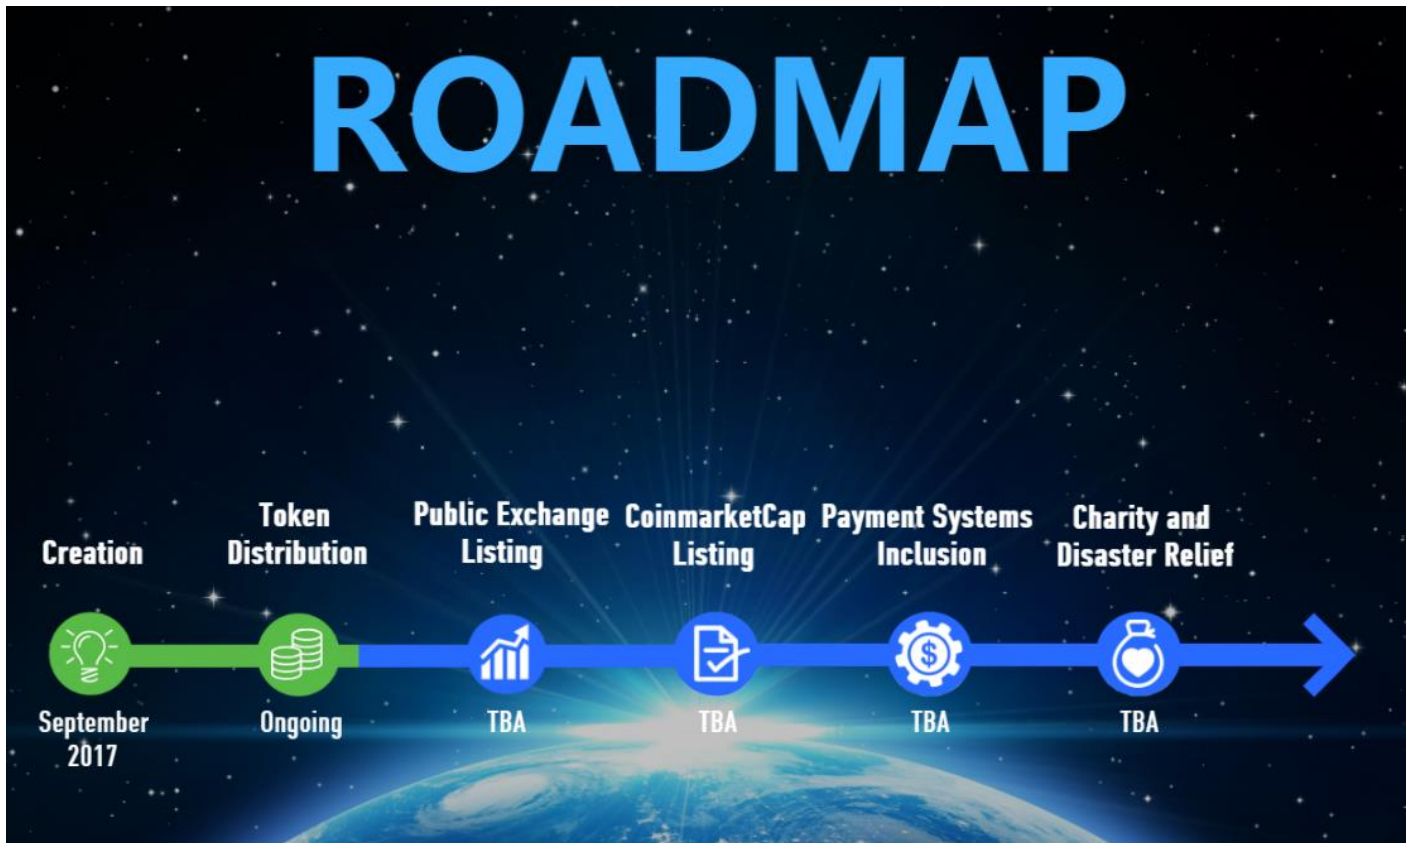 ROADMAP
Creation
Token
Distribution
Public Exchange
Listing
CoinmarketCap
Listing
Payment Systems
Inclusion
Charity and
Disaster Relief
$
September
2017
Ongoing
TBA
TBA
TBA
TBA